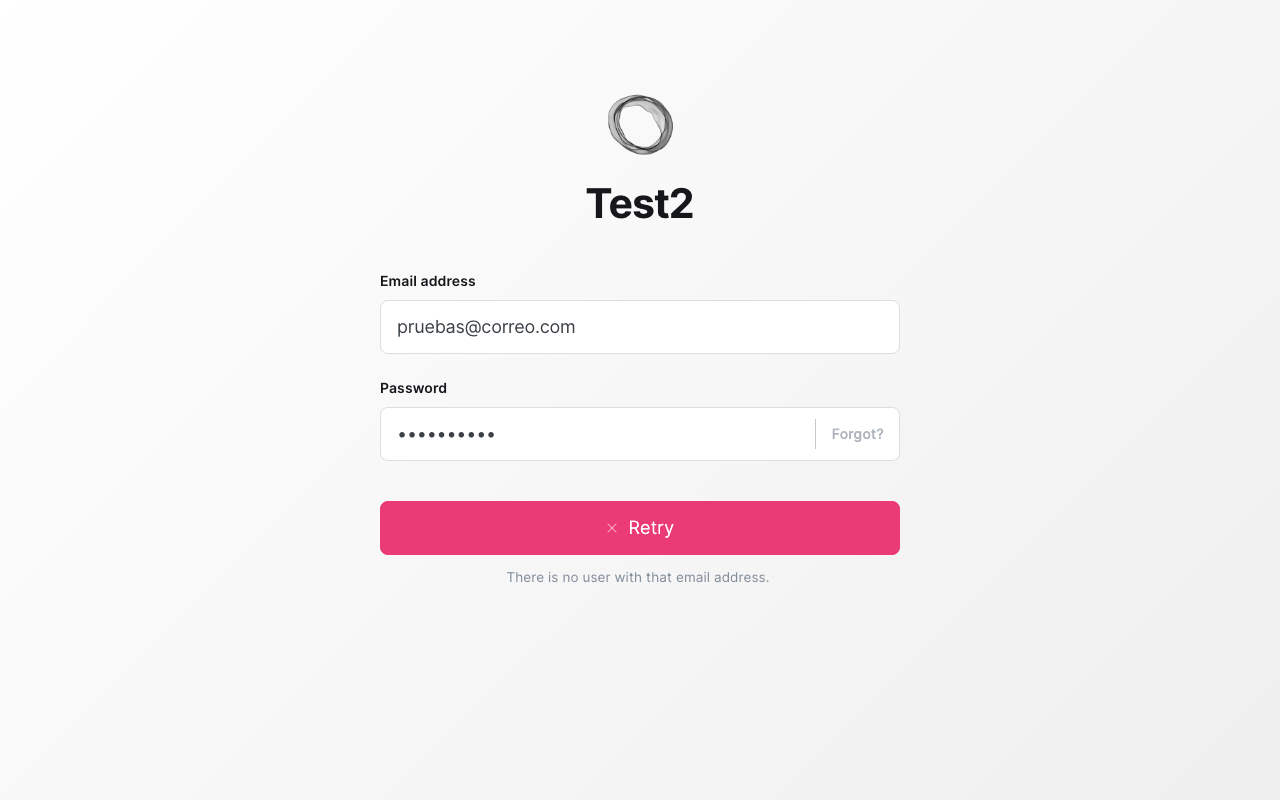 Test2
Email address
pruebas@correo.com
Password
••••••••••
Forgot?
× Retry
There is no user with that email address.